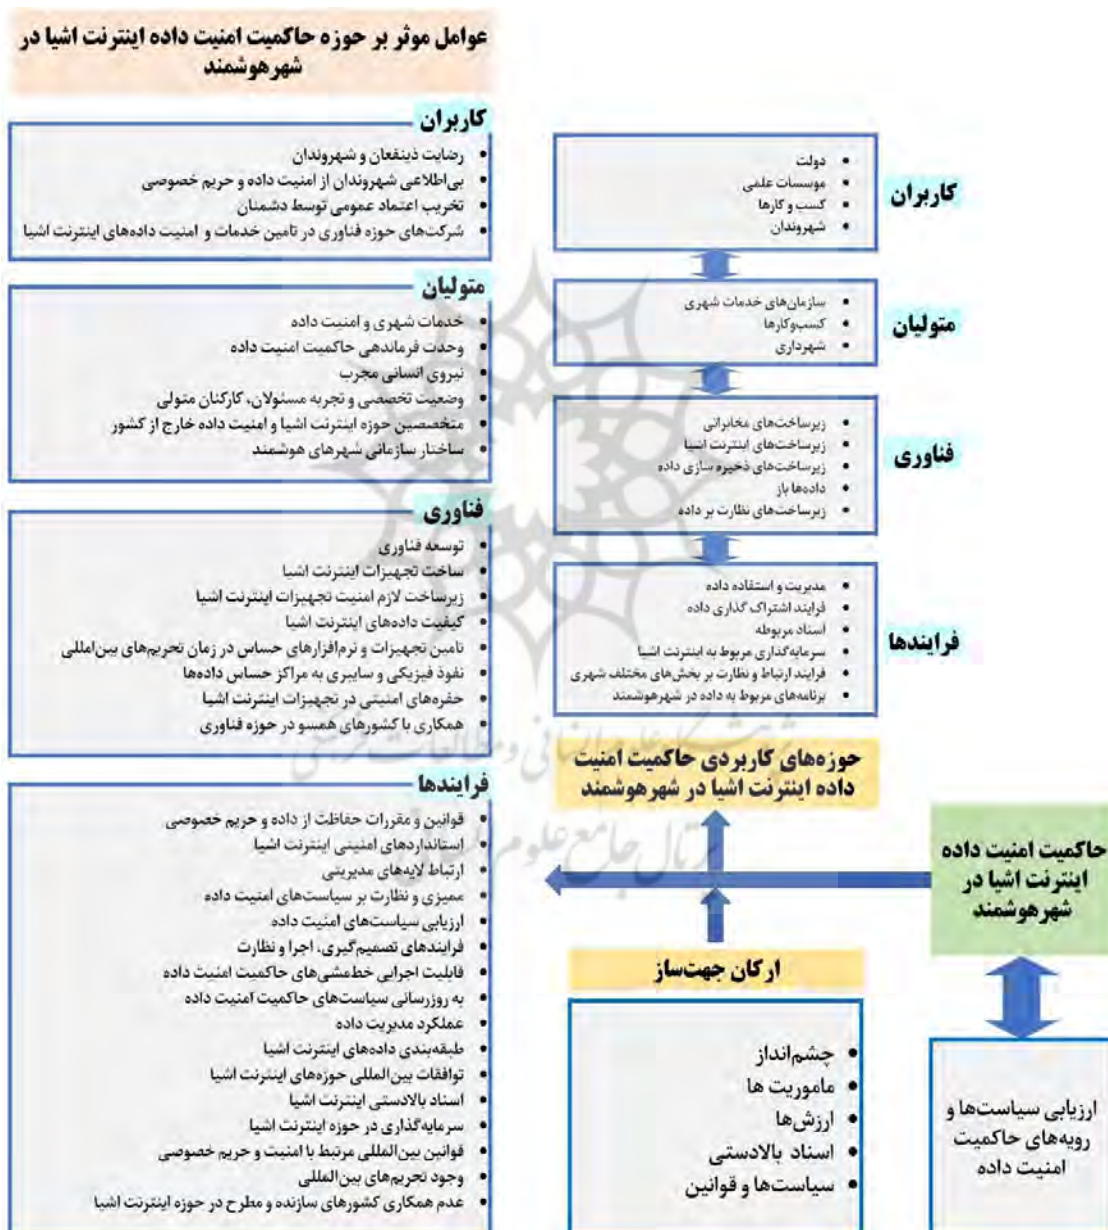 عوامل موثر بر حوزه حاکمیت امنیت داده اینترنت اشیا در
شهرهوشمند
کاربران
• رضایت ذینفعان و شهروندان
• بی‌اطلاعی شهروندان از امنیت داده و حریم خصوصی
• تخریب اعتماد عمومی توسط دشمنان
• شرکت‌های حوزه فناوری در تامین خدمات و امنیت داده‌های اینترنت اشیا
متولیان
• خدمات شهری و امنیت داده
• وحدت فرماندهی حاکمیت امنیت داده
• نیروی انسانی مجرب
• وضعیت تخصصی و تجربه مسئولان، کارکنان متولی
• متخصصین حوزه اینترنت اشیا و امنیت داده خارج از کشور
• ساختار سازمانی شهرهای هوشمند
فناوری
• توسعه فناوری
• ساخت تجهیزات اینترنت اشیا
• زیرساخت لازم امنیت تجهیزات اینترنت اشیا
• کیفیت داده‌های اینترنت اشیا
• تامین تجهیزات و نرم‌افزارهای حساس در زمان تحریم‌های بین‌المللی
• نفوذ فیزیکی و سایبری به مراکز حساس داده‌ها
• حفره‌های امنیتی در تجهیزات اینترنت اشیا
• همکاری با کشورهای همسو در حوزه فناوری
فرایندها
• قوانین و مقررات حفاظت از داده و حریم خصوصی
• استانداردهای امنیتی اینترنت اشیا
• ارتباط لایه‌های مدیریتی
• ممیزی و نظارت بر سیاست‌های امنیت داده
• ارزیابی سیاست‌های امنیت داده
• فرایندهای تصمیم‌گیری، اجرا و نظارت
• قابلیت اجرایی خط‌مشی‌های حاکمیت امنیت داده
• به روزرسانی سیاست‌های حاکمیت امنیت داده
• عملکرد مدیریت داده
• طبقه‌بندی داده‌های اینترنت اشیا
• توافقات بین‌المللی حوزه‌های اینترنت اشیا
• اسناد بالادستی اینترنت اشیا
• سرمایه‌گذاری در حوزه اینترنت اشیا
• قوانین بین‌المللی مرتبط با امنیت و حریم خصوصی
• وجود تحریم‌های بین‌المللی
• عدم همکاری کشورهای سازنده و مطرح در حوزه اینترنت اشیا
کاربران
• دولت
• موسسات علمی
• کسب و کارها
• شهروندان
متولیان
• سازمان‌های خدمات شهری
• کسب‌وکارها
• شهرداری
فناوری
• زیرساخت‌های مخابراتی
• زیرساخت‌های اینترنت اشیا
• زیرساخت‌های ذخیره سازی داده
• داده‌ها باز
• زیرساخت‌های نظارت بر داده
فرایندها
• مدیریت و استفاده داده
• فرایند اشتراک گذاری داده
• اسناد مربوطه
• سرمایه‌گذاری مربوط به اینترنت اشیا
• فرایند ارتباط و نظارت بر بخش‌های مختلف شهری
• برنامه‌های مربوط به داده در شهرهوشمند
حوزه‌های کاربردی حاکمیت امنیت
داده اینترنت اشیا در شهرهوشمند
حاکمیت امنیت داده
اینترنت اشیا در
شهرهوشمند
ارکان جهت‌ساز
• چشم‌انداز
• ماموریت ها
• ارزش‌ها
• اسناد بالادستی
• سیاست‌ها و قوانین
ارزیابی سیاست‌ها و
رویه‌های حاکمیت
امنیت داده
پژوهشگاه علوم انسانی و مطالعات فرهنگی
پرتال جامع علوم انسانی